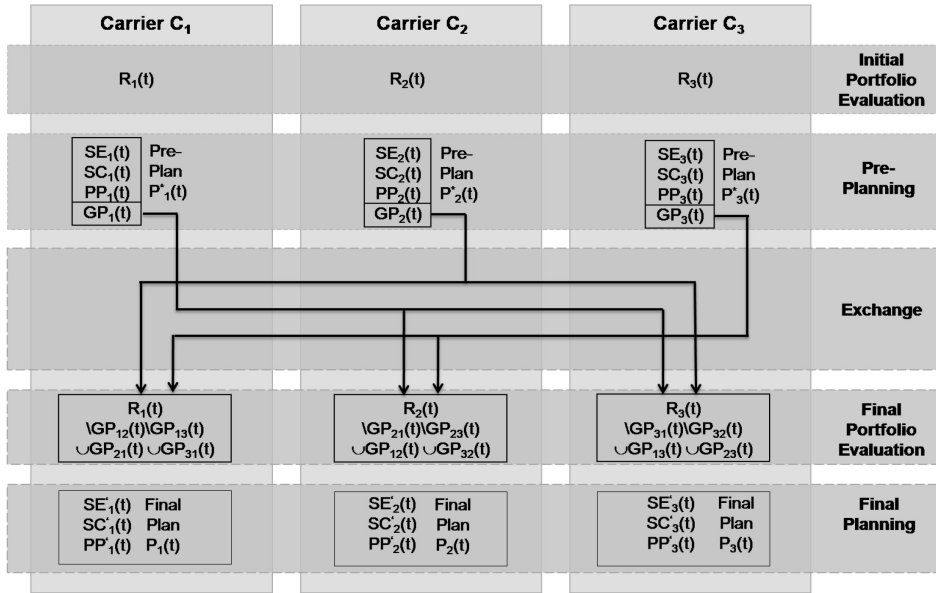 Carrier C₁ Carrier C₂ Carrier C₃
R₁(t) R₂(t) R₃(t)
Initial
Portfolio
Evaluation
SE₁(t) Pre-
SC₁(t) Plan
PP₁(t) P*₁(t)
GP₁(t)
SE₂(t) Pre-
SC₂(t) Plan
PP₂(t) P*₂(t)
GP₂(t)
SE₃(t) Pre-
SC₃(t) Plan
PP₃(t) P*₃(t)
GP₃(t)
Pre-
Planning
Exchange
R₁(t)
\GP₁₂(t)\GP₁₃(t)
∪GP₂₁(t) ∪GP₃₁(t)
R₂(t)
\GP₂₁(t)\GP₂₃(t)
∪GP₁₂(t) ∪GP₃₂(t)
R₃(t)
\GP₃₁(t)\GP₃₂(t)
∪GP₁₃(t) ∪GP₂₃(t)
Final
Portfolio
Evaluation
SE‘₁(t) Final
SC‘₁(t) Plan
PP‘₁(t) P₁(t)
SE‘₂(t) Final
SC‘₂(t) Plan
PP‘₂(t) P₂(t)
SE‘₃(t) Final
SC‘₃(t) Plan
PP‘₃(t) P₃(t)
Final
Planning